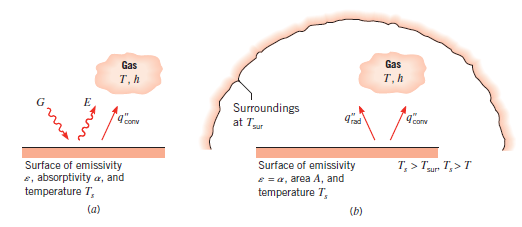 Gas
T, h
G
E
q"conv
Surface of emissivity
ε, absorptivity α, and
temperature Ts
(a)
Gas
T, h
Surroundings
at Tsur
q"rad
q"conv
Surface of emissivity
ε = α, area A, and
temperature Ts
Ts > Tsur, Ts > T
(b)